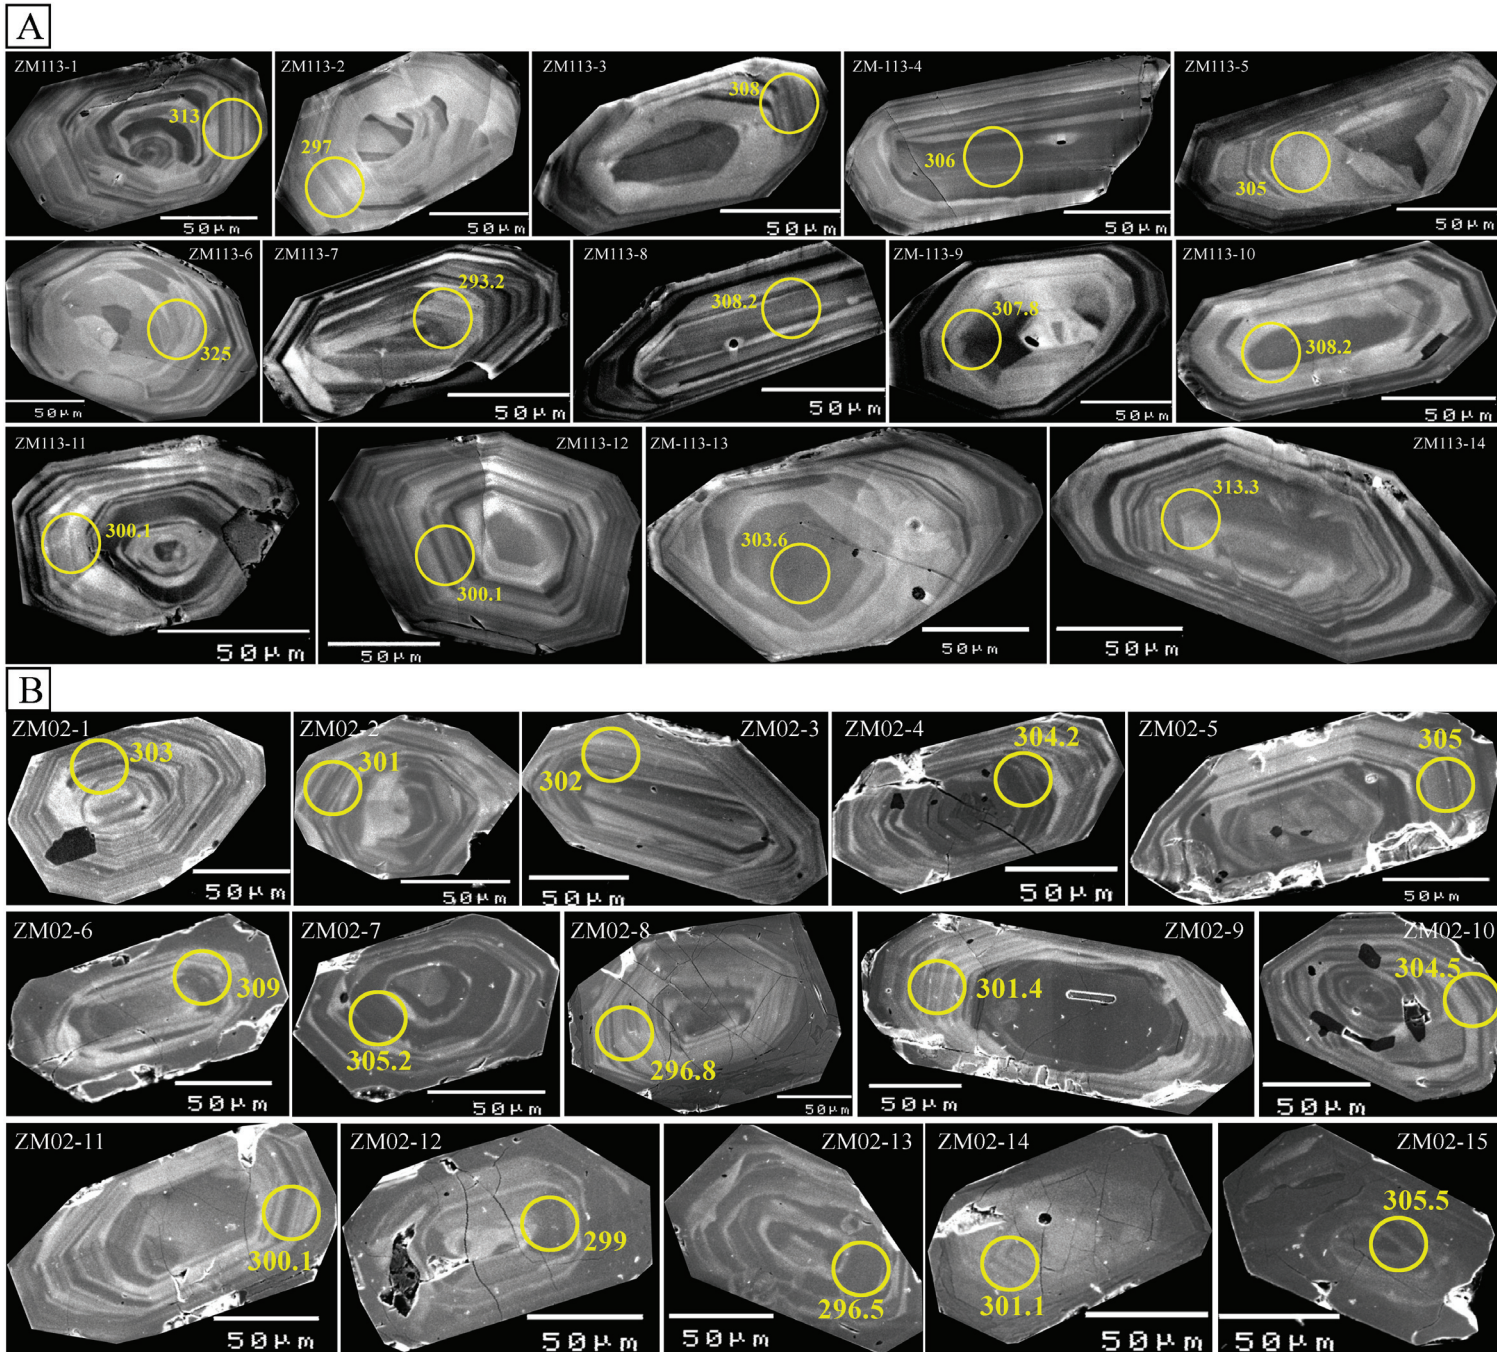 A
ZM113-1
313
50µm
ZM113-2
297
50µm
ZM113-3
308
50µm
ZM-113-4
306
50µm
ZM113-5
305
50µm
ZM113-6
325
50µm
ZM113-7
293.2
50µm
ZM113-8
308.2
50µm
ZM-113-9
307.8
50µm
ZM113-10
308.2
50µm
ZM113-11
300.1
50µm
ZM113-12
300.1
50µm
ZM-113-13
303.6
50µm
ZM113-14
313.3
50µm
B
ZM02-1
303
50µm
ZM02-2
301
50µm
ZM02-3
302
50µm
ZM02-4
304.2
50µm
ZM02-5
305
50µm
ZM02-6
309
50µm
ZM02-7
305.2
50µm
ZM02-8
296.8
50µm
ZM02-9
301.4
50µm
ZM02-10
304.5
50µm
ZM02-11
300.1
50µm
ZM02-12
299
50µm
ZM02-13
296.5
50µm
ZM02-14
301.1
50µm
ZM02-15
305.5
50µm